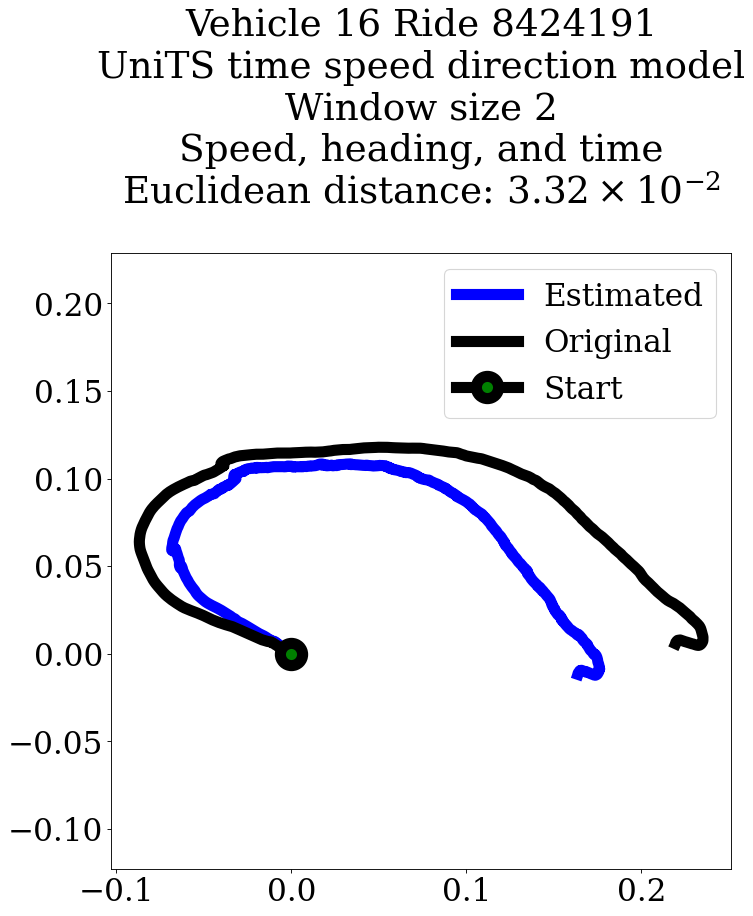 Vehicle 16 Ride 8424191
UniTS time speed direction model
Window size 2
Speed, heading, and time
Euclidean distance: 3.32 × 10⁻²
Estimated
Original
Start
0.20
0.15
0.10
0.05
0.00
−0.05
−0.10
−0.1 0.0 0.1 0.2